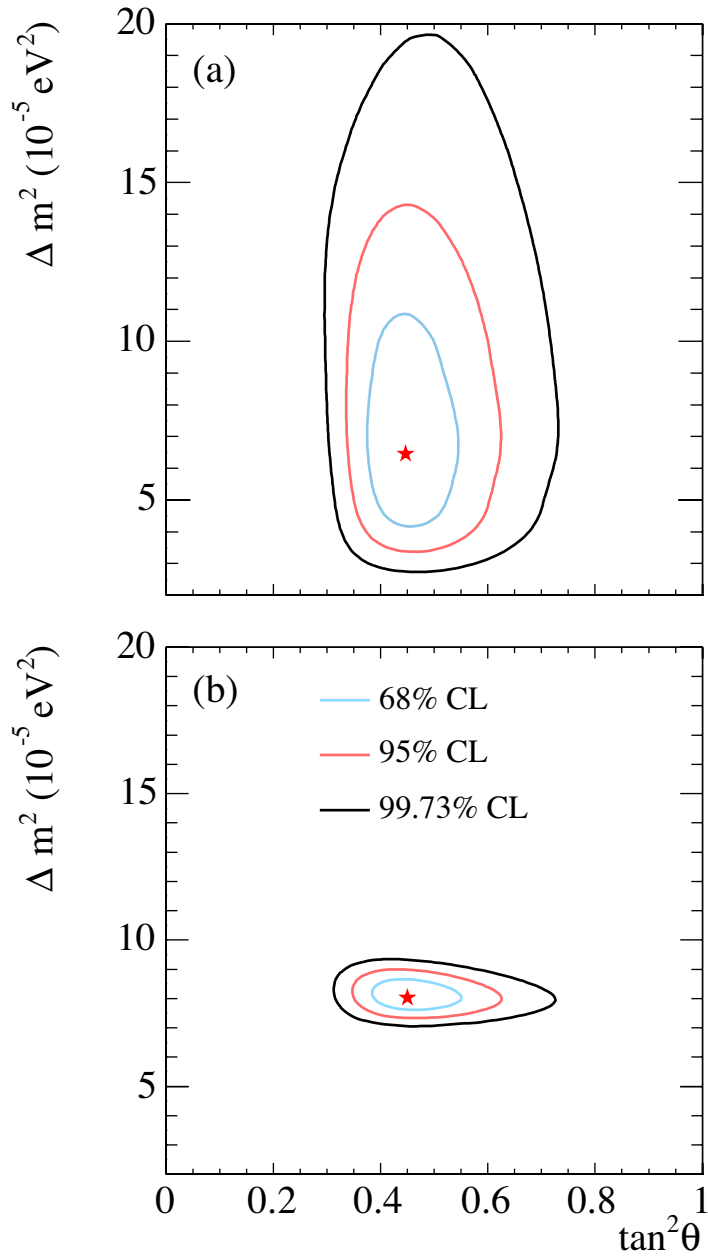 20
(a)
Δ m² (10⁻⁵ eV²)
15
10
5
20
(b)
Δ m² (10⁻⁵ eV²)
68% CL
95% CL
99.73% CL
15
10
5
0 0.2 0.4 0.6 0.8 1
tan²θ